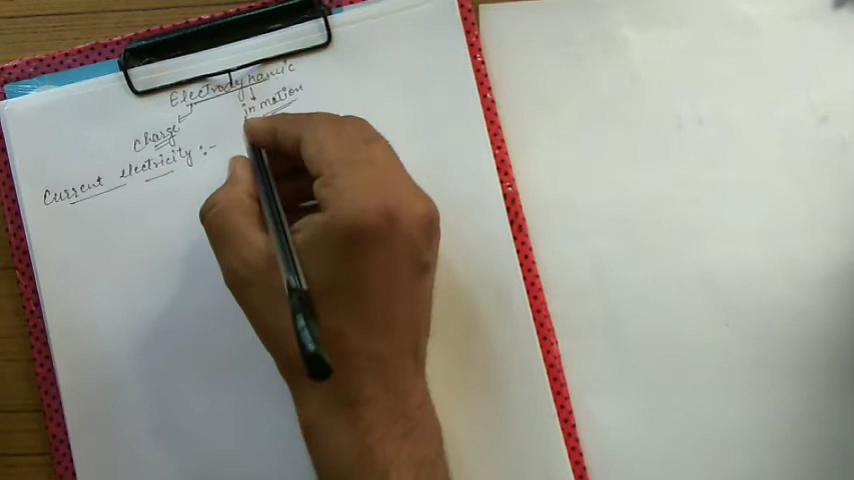 Electrodynamic
in motion
Charge
Current electricity :-